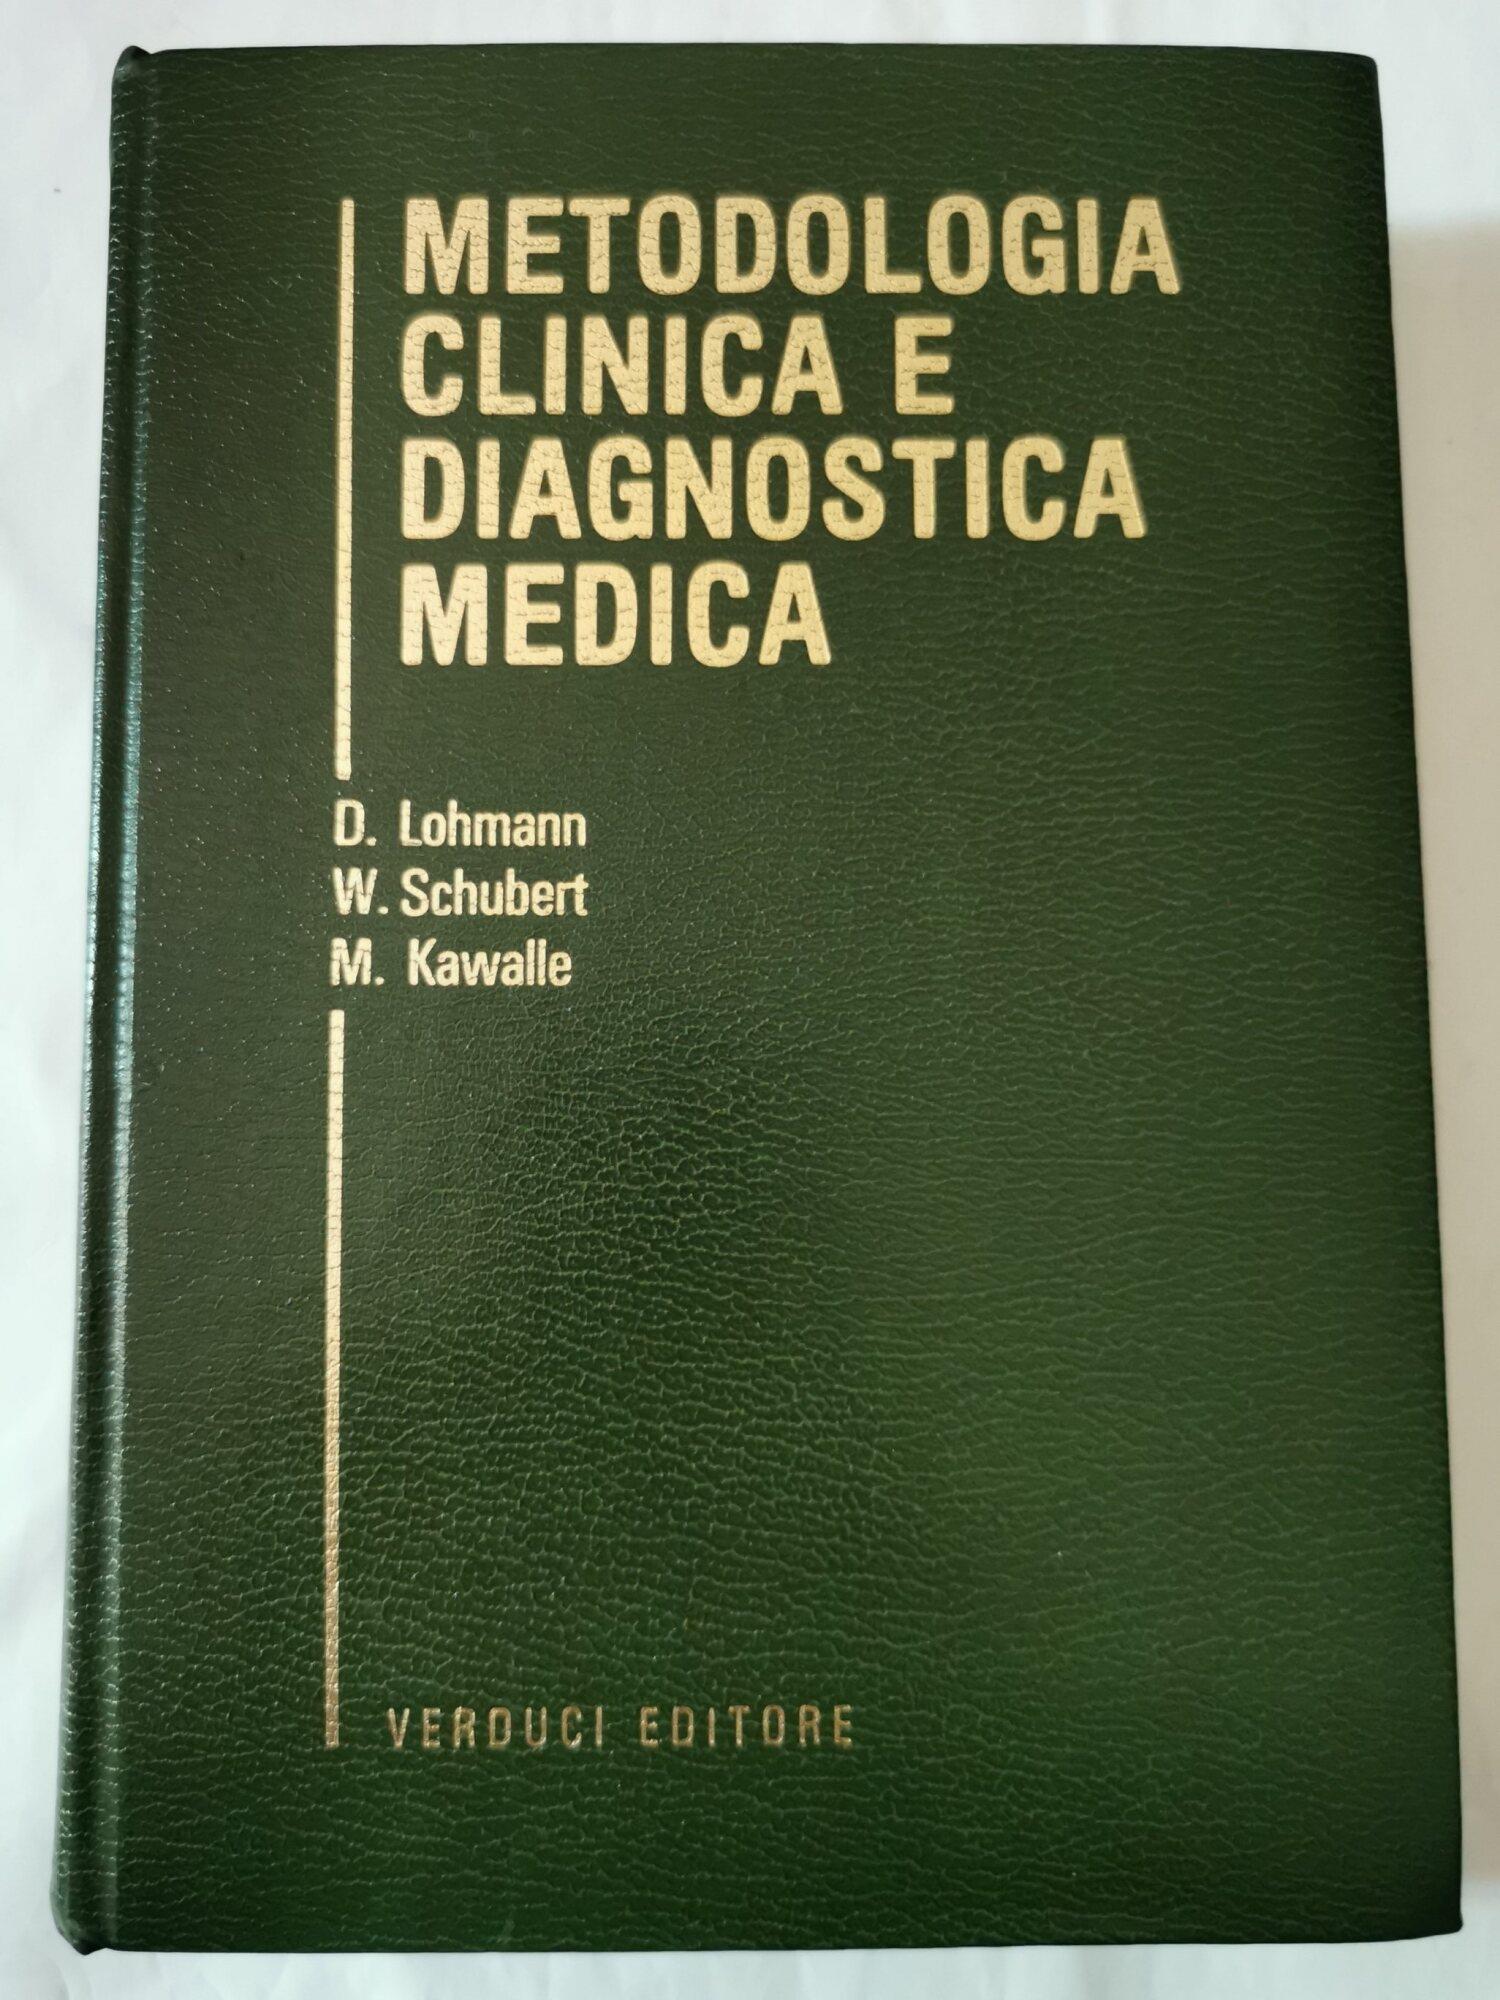 METODOLOGIA
CLINICA E
DIAGNOSTICA
MEDICA
D. Lohmann
W. Schubert
M. Kawalle
VERDUCI EDITORE